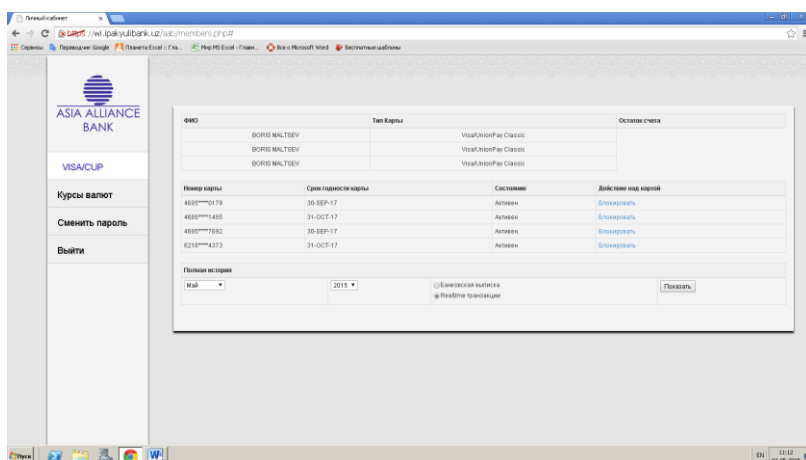 Личный кабинет
https://wi.ipakyulibank.uz/aab/members.php#
Сервисы Переводчик Google Планета Excel :: Гла... Мир MS Excel - Главн... Все о Microsoft Word Бесплатные шаблоны
ASIA ALLIANCE
BANK
VISA/CUP
Курсы валют
Сменить пароль
Выйти
ФИО Тип Карты Остаток счета
BORIS MALTSEV Visa/UnionPay Classic
BORIS MALTSEV Visa/UnionPay Classic
BORIS MALTSEV Visa/UnionPay Classic
Номер карты Срок годности карты Состояние Действие над картой
4685****0179 30-SEP-17 Активен Блокировать
4685****1455 31-OCT-17 Активен Блокировать
4685****7692 30-SEP-17 Активен Блокировать
6216****4373 31-OCT-17 Активен Блокировать
Полная история
Май 2015 Банковская выписка Показать
Realtime транзакции
Пуск EN 11:12